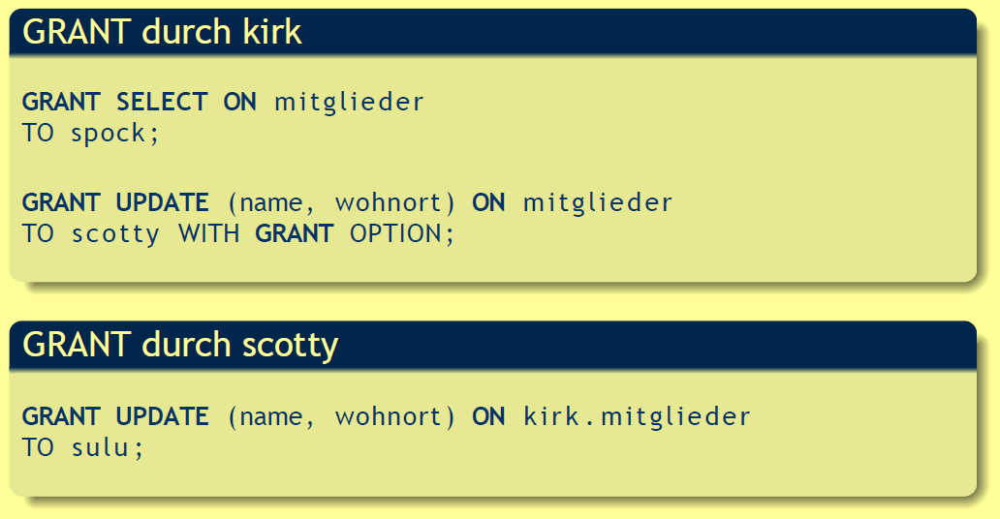 GRANT durch kirk
GRANT SELECT ON mitglieder
TO spock;
GRANT UPDATE (name, wohnort) ON mitglieder
TO scotty WITH GRANT OPTION;
GRANT durch scotty
GRANT UPDATE (name, wohnort) ON kirk.mitglieder
TO sulu;